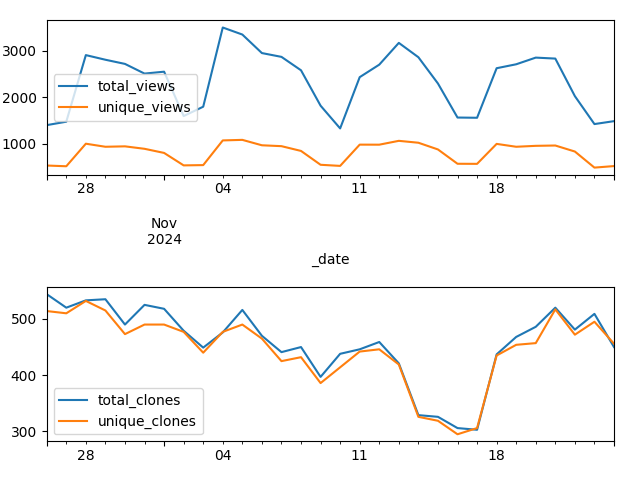 3000
2000
1000
total_views
unique_views
28
04
11
18
Nov
2024
_date
500
400
300
total_clones
unique_clones
28
04
11
18